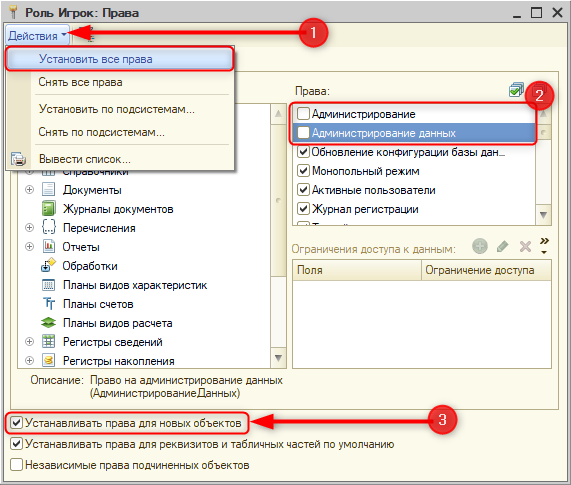 Роль Игрок: Права
Действия
1
Установить все права
Снять все права
Установить по подсистемам...
Снять по подсистемам...
Вывести список...
Справочники
Документы
Журналы документов
Перечисления
Отчеты
Обработки
Планы видов характеристик
Планы счетов
Планы видов расчета
Регистры сведений
Регистры накопления
Права:
2
Администрирование
Администрирование данных
Обновление конфигурации базы дан...
Монопольный режим
Активные пользователи
Журнал регистрации
Ограничения доступа к данным:
Поля
Ограничение доступа
Описание: Право на администрирование данных
(АдминистрированиеДанных)
Устанавливать права для новых объектов
3
Устанавливать права для реквизитов и табличных частей по умолчанию
Независимые права подчиненных объектов